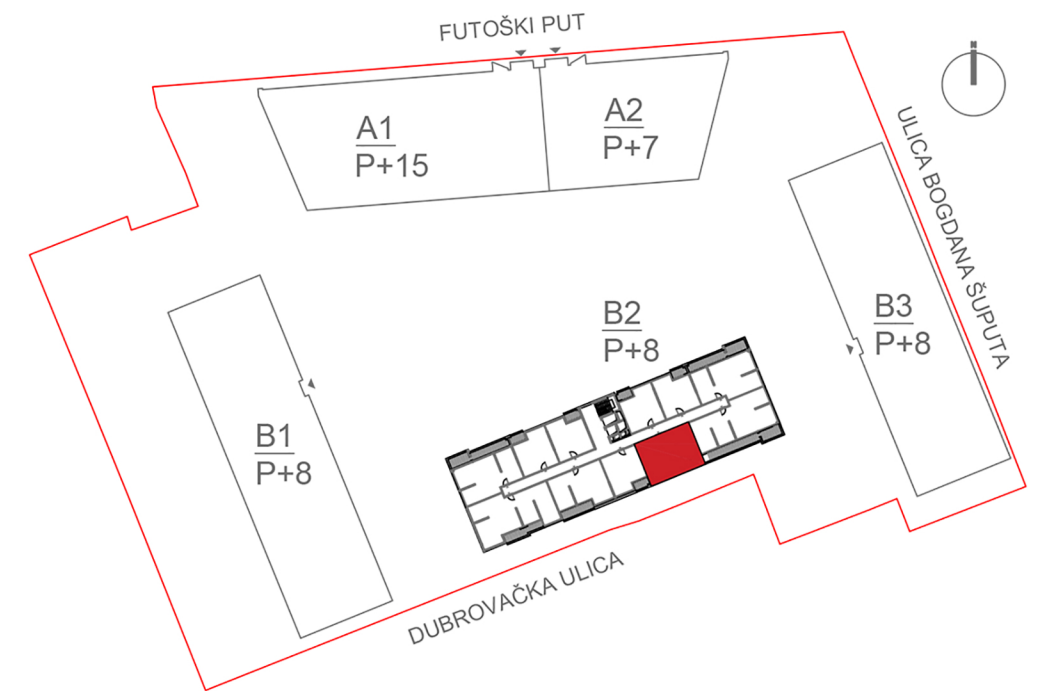 FUTOŠKI PUT
N
A1
P+15
A2
P+7
ULICA BOGDANA ŠUPUTA
B2
P+8
B3
P+8
B1
P+8
DUBROVAČKA ULICA